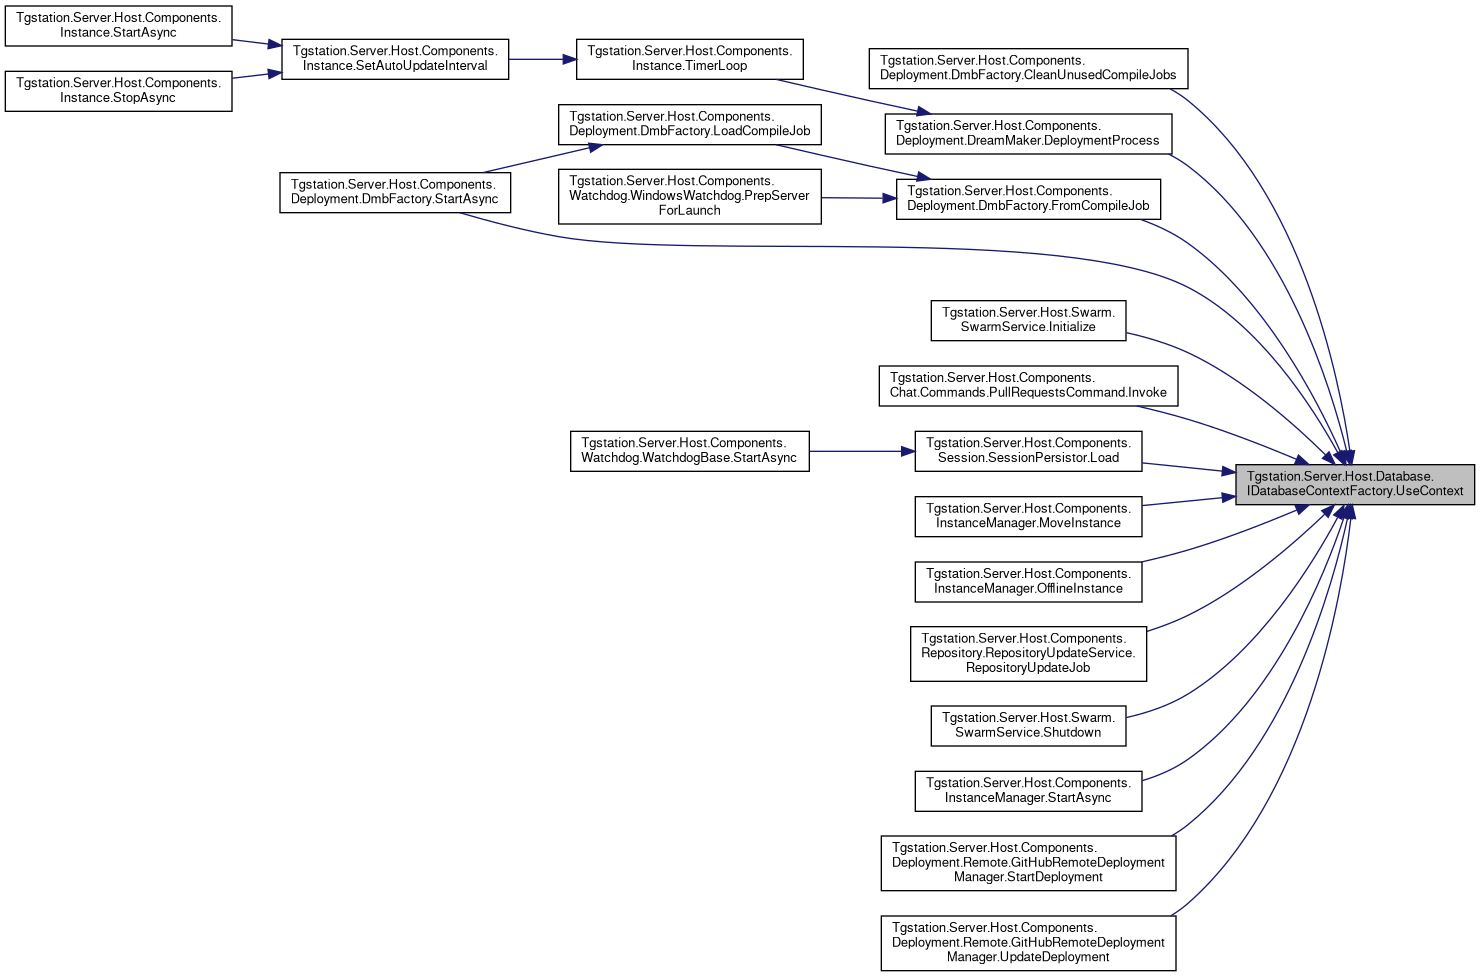 Tgstation.Server.Host.Components.
Instance.StartAsync
Tgstation.Server.Host.Components.
Instance.StopAsync
Tgstation.Server.Host.Components.
Instance.SetAutoUpdateInterval
Tgstation.Server.Host.Components.
Instance.TimerLoop
Tgstation.Server.Host.Components.
Deployment.DmbFactory.CleanUnusedCompileJobs
Tgstation.Server.Host.Components.
Deployment.DmbFactory.LoadCompileJob
Tgstation.Server.Host.Components.
Deployment.DreamMaker.DeploymentProcess
Tgstation.Server.Host.Components.
Deployment.DmbFactory.StartAsync
Tgstation.Server.Host.Components.
Watchdog.WindowsWatchdog.PrepServer
ForLaunch
Tgstation.Server.Host.Components.
Deployment.DmbFactory.FromCompileJob
Tgstation.Server.Host.Swarm.
SwarmService.Initialize
Tgstation.Server.Host.Components.
Chat.Commands.PullRequestsCommand.Invoke
Tgstation.Server.Host.Components.
Watchdog.WatchdogBase.StartAsync
Tgstation.Server.Host.Components.
Session.SessionPersistor.Load
Tgstation.Server.Host.Database.
IDatabaseContextFactory.UseContext
Tgstation.Server.Host.Components.
InstanceManager.MoveInstance
Tgstation.Server.Host.Components.
InstanceManager.OfflineInstance
Tgstation.Server.Host.Components.
Repository.RepositoryUpdateService.
RepositoryUpdateJob
Tgstation.Server.Host.Swarm.
SwarmService.Shutdown
Tgstation.Server.Host.Components.
InstanceManager.StartAsync
Tgstation.Server.Host.Components.
Deployment.Remote.GitHubRemoteDeployment
Manager.StartDeployment
Tgstation.Server.Host.Components.
Deployment.Remote.GitHubRemoteDeployment
Manager.UpdateDeployment